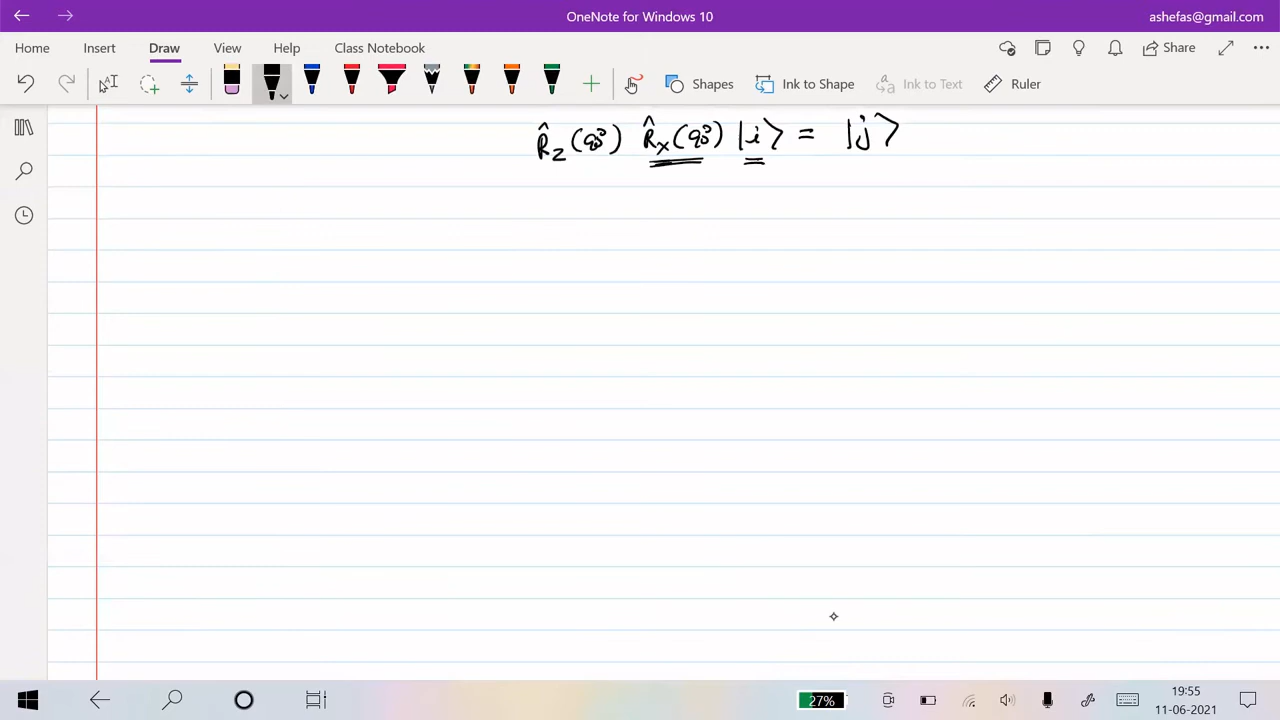 OneNote for Windows 10
ashefas@gmail.com
Home Insert Draw View Help Class Notebook Share
Shapes Ink to Shape Ink to Text Ruler
R̂z(90°) R̂x(90°) |i⟩ = |j⟩
27%
19:55
11-06-2021